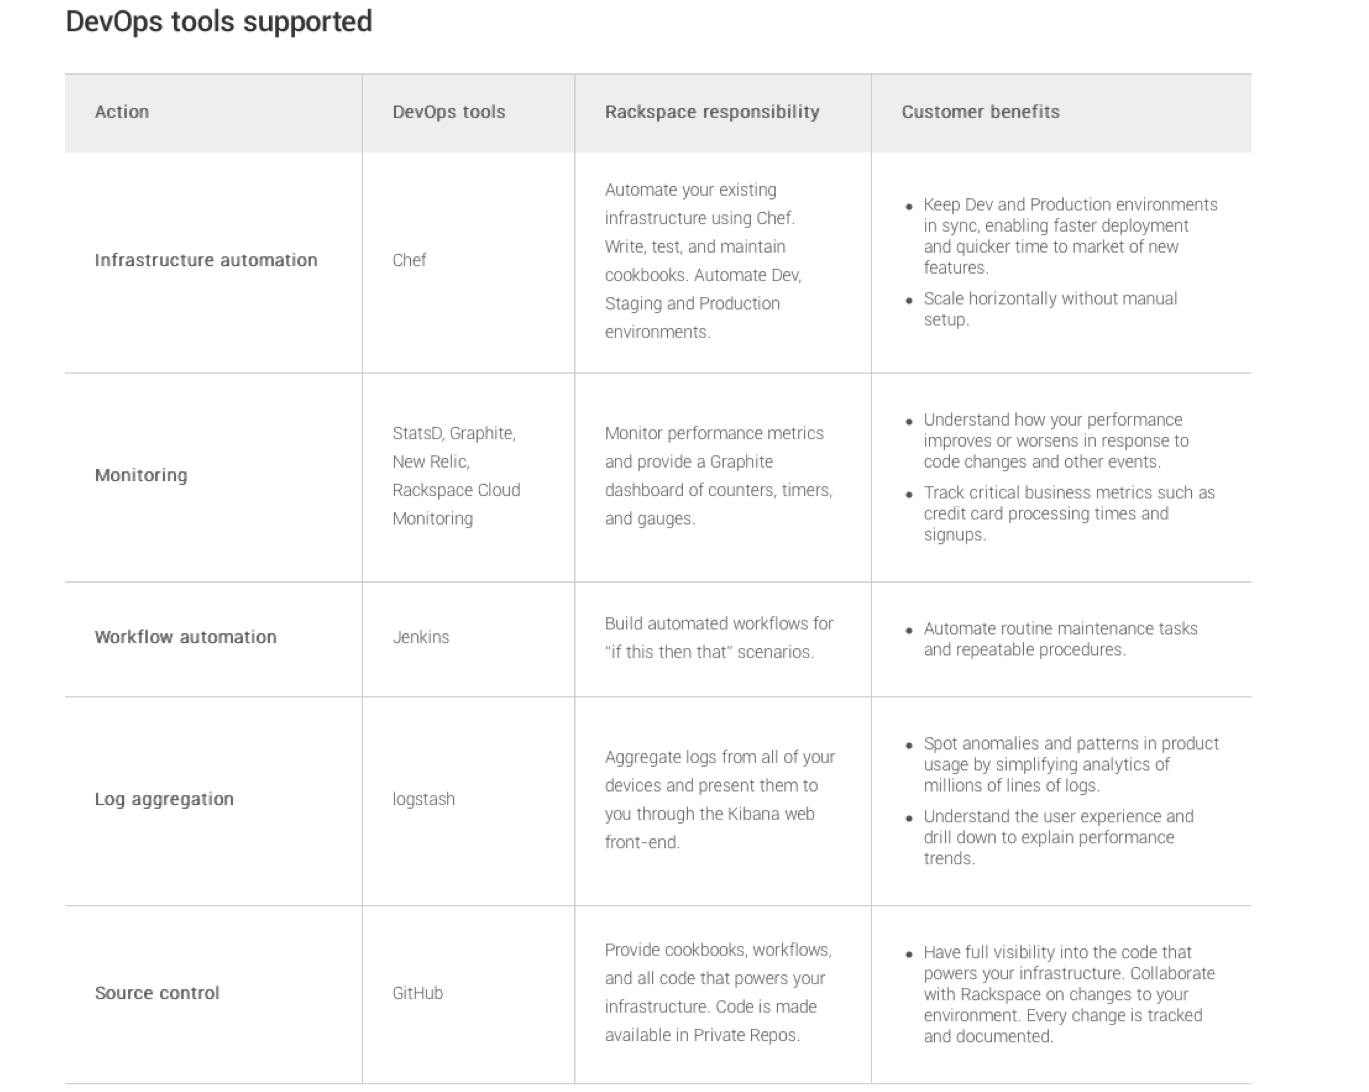 DevOps tools supported
Action
DevOps tools
Rackspace responsibility
Customer benefits
Infrastructure automation
Chef
Automate your existing
infrastructure using Chef.
Write, test, and maintain
cookbooks. Automate Dev,
Staging and Production
environments.
Keep Dev and Production environments
in sync, enabling faster deployment
and quicker time to market of new
features.
Scale horizontally without manual
setup.
Monitoring
StatsD, Graphite,
New Relic,
Rackspace Cloud
Monitoring
Monitor performance metrics
and provide a Graphite
dashboard of counters, timers,
and gauges.
Understand how your performance
improves or worsens in response to
code changes and other events.
Track critical business metrics such as
credit card processing times and
signups.
Workflow automation
Jenkins
Build automated workflows for
“if this then that” scenarios.
Automate routine maintenance tasks
and repeatable procedures.
Log aggregation
logstash
Aggregate logs from all of your
devices and present them to
you through the Kibana web
front-end.
Spot anomalies and patterns in product
usage by simplifying analytics of
millions of lines of logs.
Understand the user experience and
drill down to explain performance
trends.
Source control
GitHub
Provide cookbooks, workflows,
and all code that powers your
infrastructure. Code is made
available in Private Repos.
Have full visibility into the code that
powers your infrastructure. Collaborate
with Rackspace on changes to your
environment. Every change is tracked
and documented.